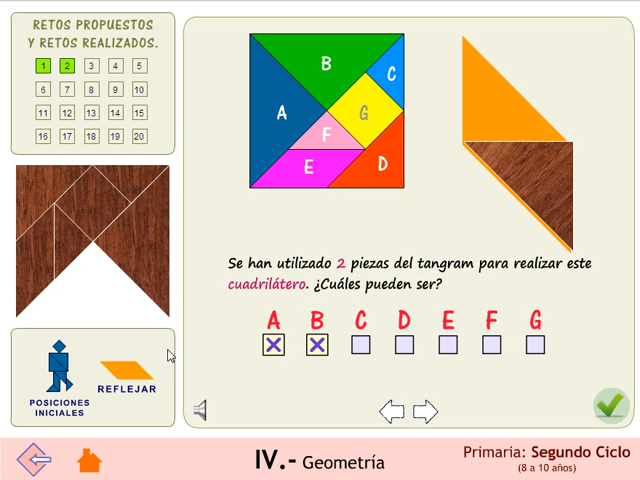 RETOS PROPUESTOS
Y RETOS REALIZADOS.
1 2 3 4 5
6 7 8 9 10
11 12 13 14 15
16 17 18 19 20
A B C D E F G
Se han utilizado 2 piezas del tangram para realizar este
cuadrilátero. ¿Cuáles pueden ser?
A B C D E F G
POSICIONES
INICIALES
REFLEJAR
IV.- Geometría
Primaria: Segundo Ciclo
(8 a 10 años)